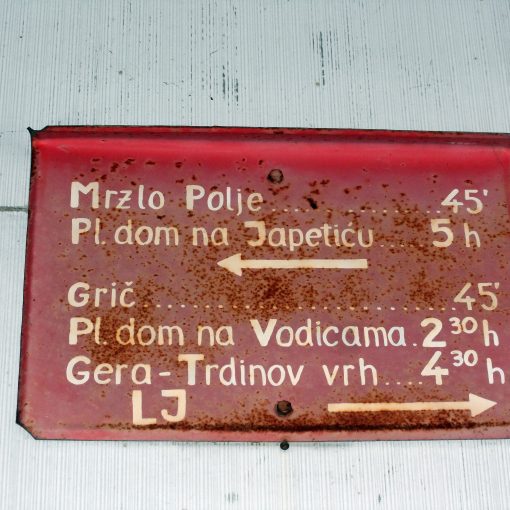 Mrzlo Polje..............45'
Pl. dom na Japetiću.....5 h
Grič...........................45'
Pl. dom na Vodicama.2³⁰h
Gera-Trdinov vrh....4³⁰h
LJ